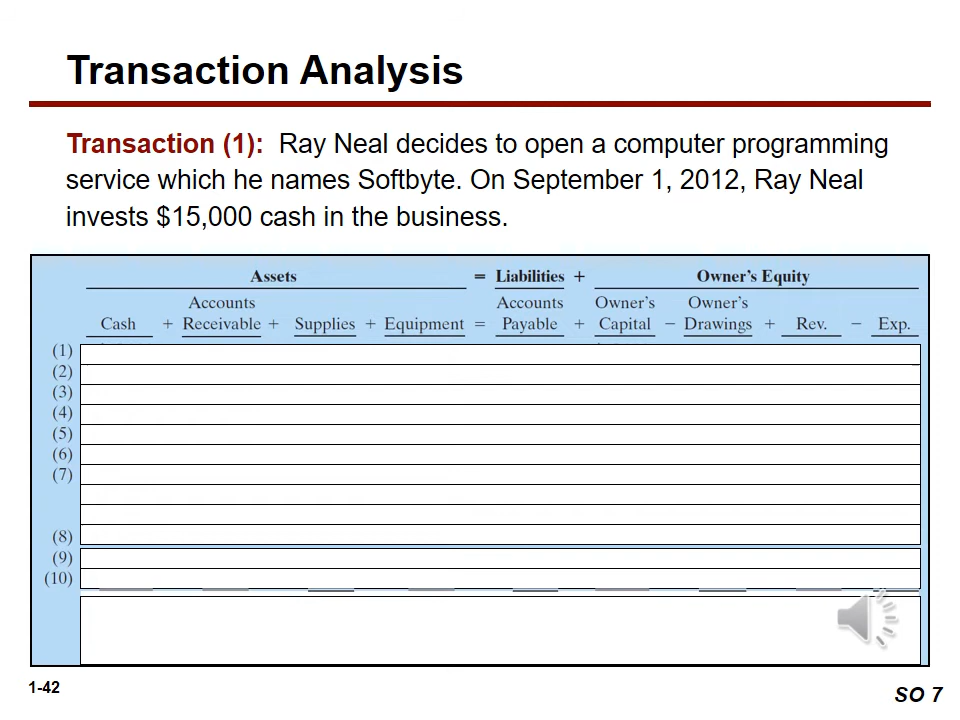 Transaction Analysis
Transaction (1): Ray Neal decides to open a computer programming
service which he names Softbyte. On September 1, 2012, Ray Neal
invests $15,000 cash in the business.
Assets = Liabilities + Owner's Equity
Accounts Accounts Owner's Owner's
Cash + Receivable + Supplies + Equipment = Payable + Capital − Drawings + Rev. − Exp.
(1)
(2)
(3)
(4)
(5)
(6)
(7)
(8)
(9)
(10)
1-42
SO 7